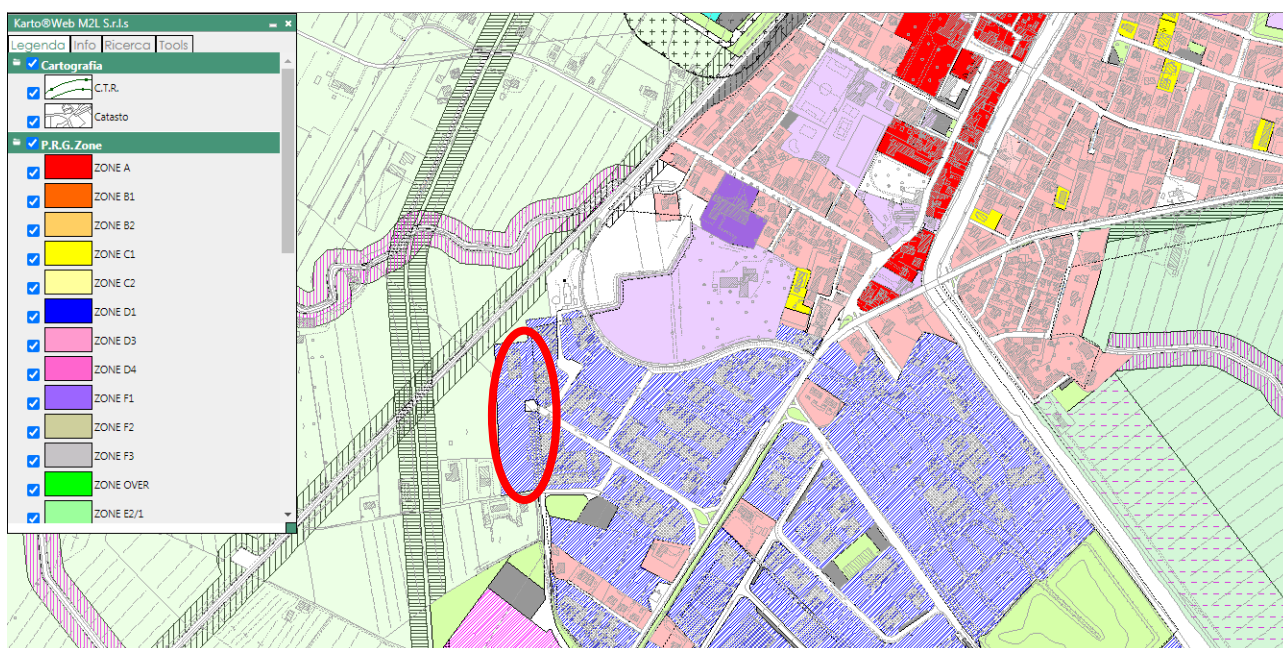 Karto®Web M2L S.r.l.s
Legenda Info Ricerca Tools
Cartografia
C.T.R.
Catasto
P.R.G.Zone
ZONE A
ZONE B1
ZONE B2
ZONE C1
ZONE C2
ZONE D1
ZONE D3
ZONE D4
ZONE F1
ZONE F2
ZONE F3
ZONE OVER
ZONE E2/1